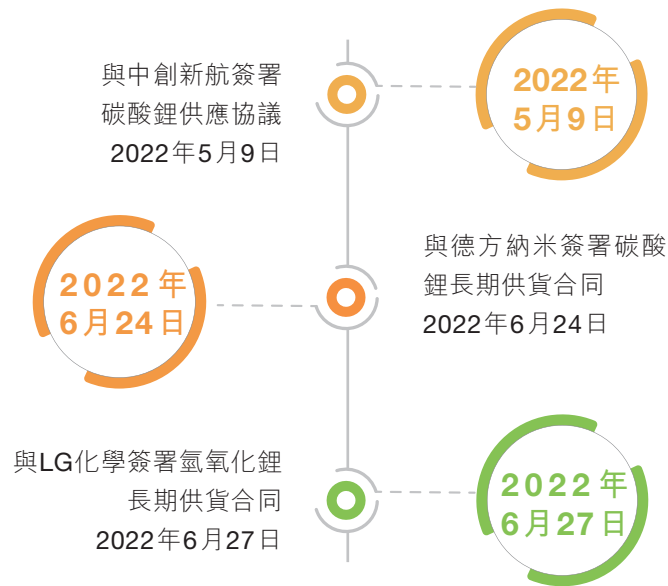 與中創新航簽署
碳酸鋰供應協議
2022年5月9日
2022年
5月9日
2022年
6月24日
與德方納米簽署碳酸
鋰長期供貨合同
2022年6月24日
與LG化學簽署氫氧化鋰
長期供貨合同
2022年6月27日
2022年
6月27日